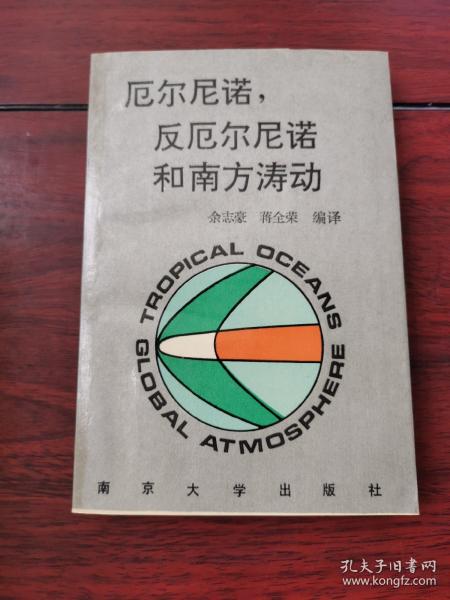 厄尔尼诺，
反厄尔尼诺
和南方涛动
余志豪 蒋全荣 编译
TROPICAL OCEANS
GLOBAL ATMOSPHERE
南京大学出版社
孔夫子旧书网
www.kongfz.com